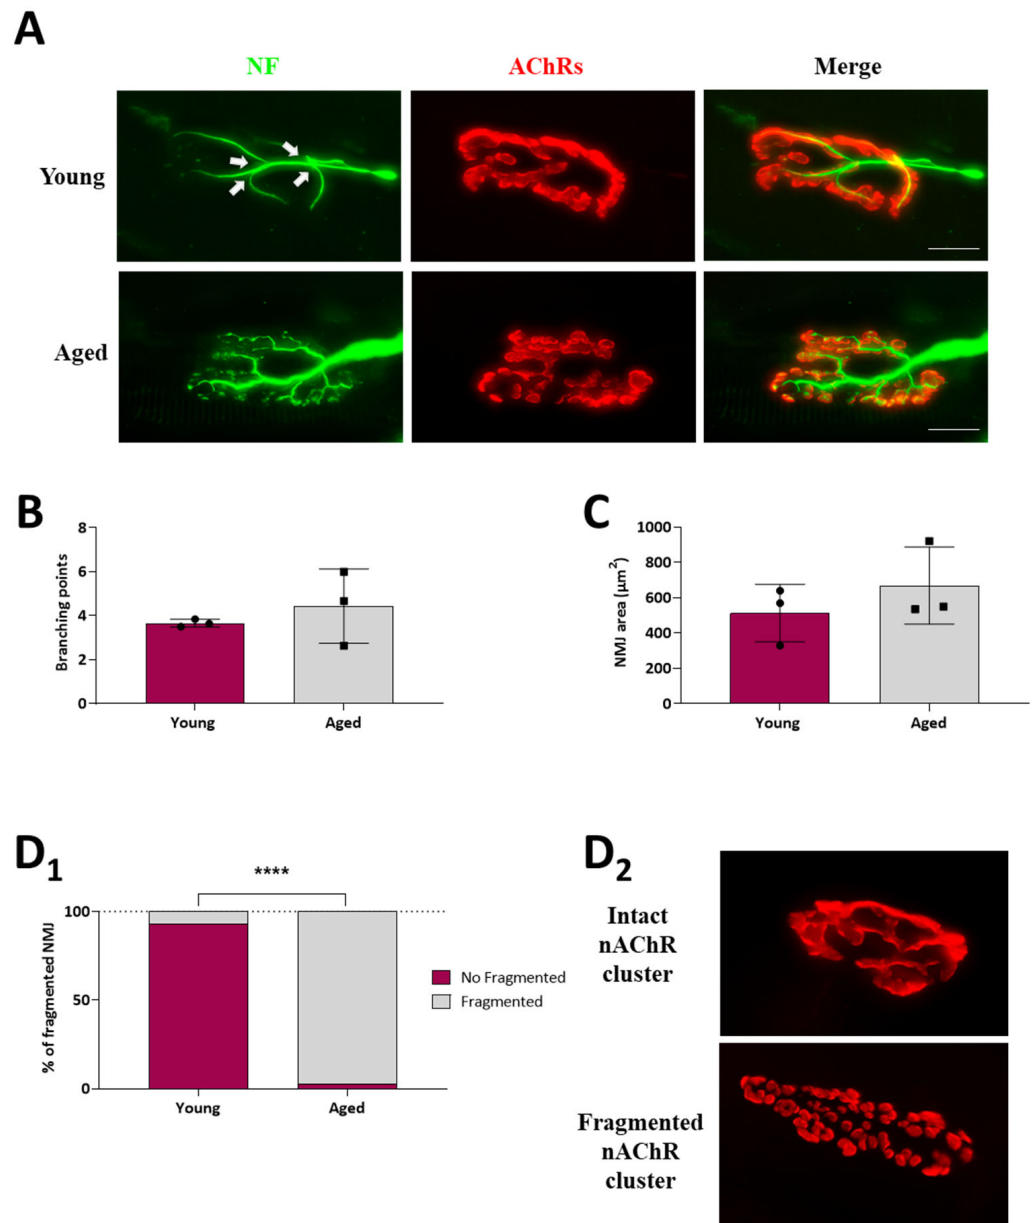 A
NF
AChRs
Merge
Young
Aged
B
Branching points
8
6
4
2
0
Young
Aged
C
NMJ area (µm²)
1000
800
600
400
200
0
Young
Aged
D₁
****
% of fragmented NMJ
100
50
0
Young
Aged
No Fragmented
Fragmented
D₂
Intact
nAChR
cluster
Fragmented
nAChR
cluster